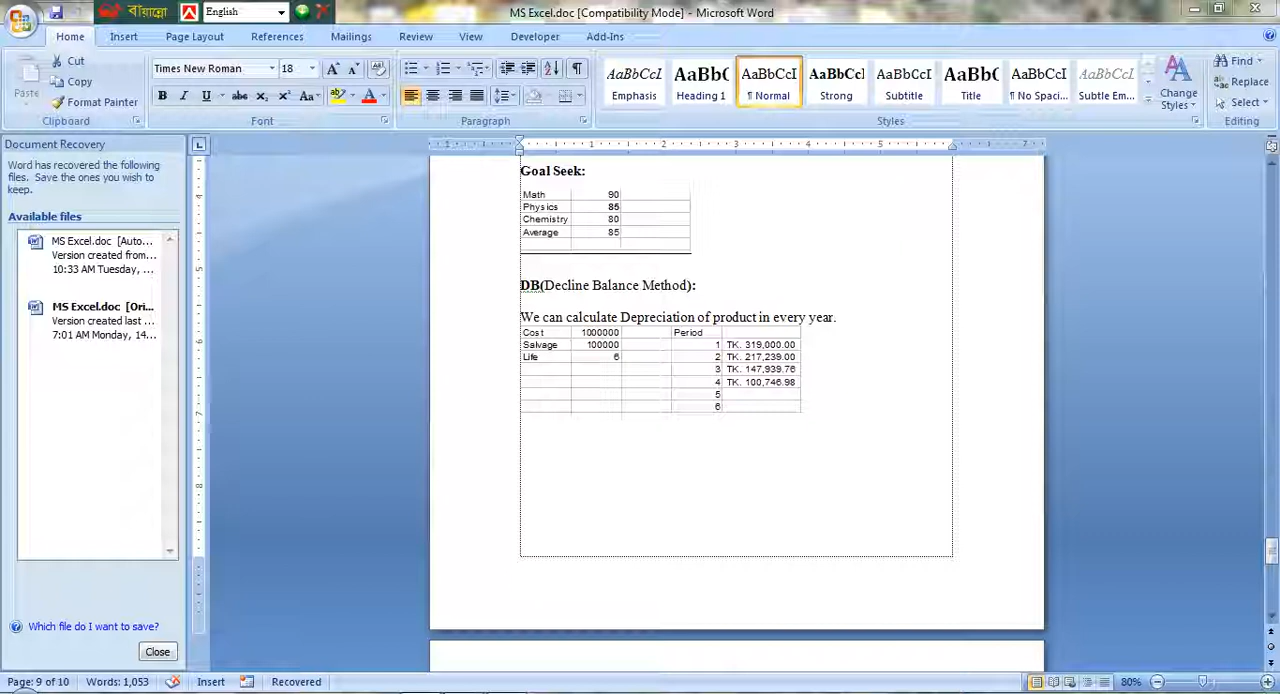 MS Excel.doc [Compatibility Mode] - Microsoft Word
বাংলা English
Home Insert Page Layout References Mailings Review View Developer Add-Ins
Paste
Cut
Copy
Format Painter
Clipboard
Times New Roman 18
Font
Paragraph
AaBbCcI AaBbC AaBbCcI AaBbCcl AaBbCcI AaBbC AaBbCcI AaBbCcI
Emphasis Heading 1 ¶ Normal Strong Subtitle Title ¶ No Spaci... Subtle Em...
Change Styles
Styles
Find
Replace
Select
Editing
Document Recovery
Word has recovered the following
files. Save the ones you wish to
keep.
Available files
MS Excel.doc [Auto...
Version created from...
10:33 AM Tuesday, ...
MS Excel.doc [Ori...
Version created last ...
7:01 AM Monday, 14...
Which file do I want to save?
Close
Goal Seek:
Math 90
Physics 85
Chemistry 80
Average 85
DB(Decline Balance Method):
We can calculate Depreciation of product in every year.
Cost 1000000 Period
Salvage 100000 1 TK. 319,000.00
Life 6 2 TK. 217,239.00
3 TK. 147,939.76
4 TK. 100,746.98
5
6
Page: 9 of 10 Words: 1,053 Insert Recovered 80%